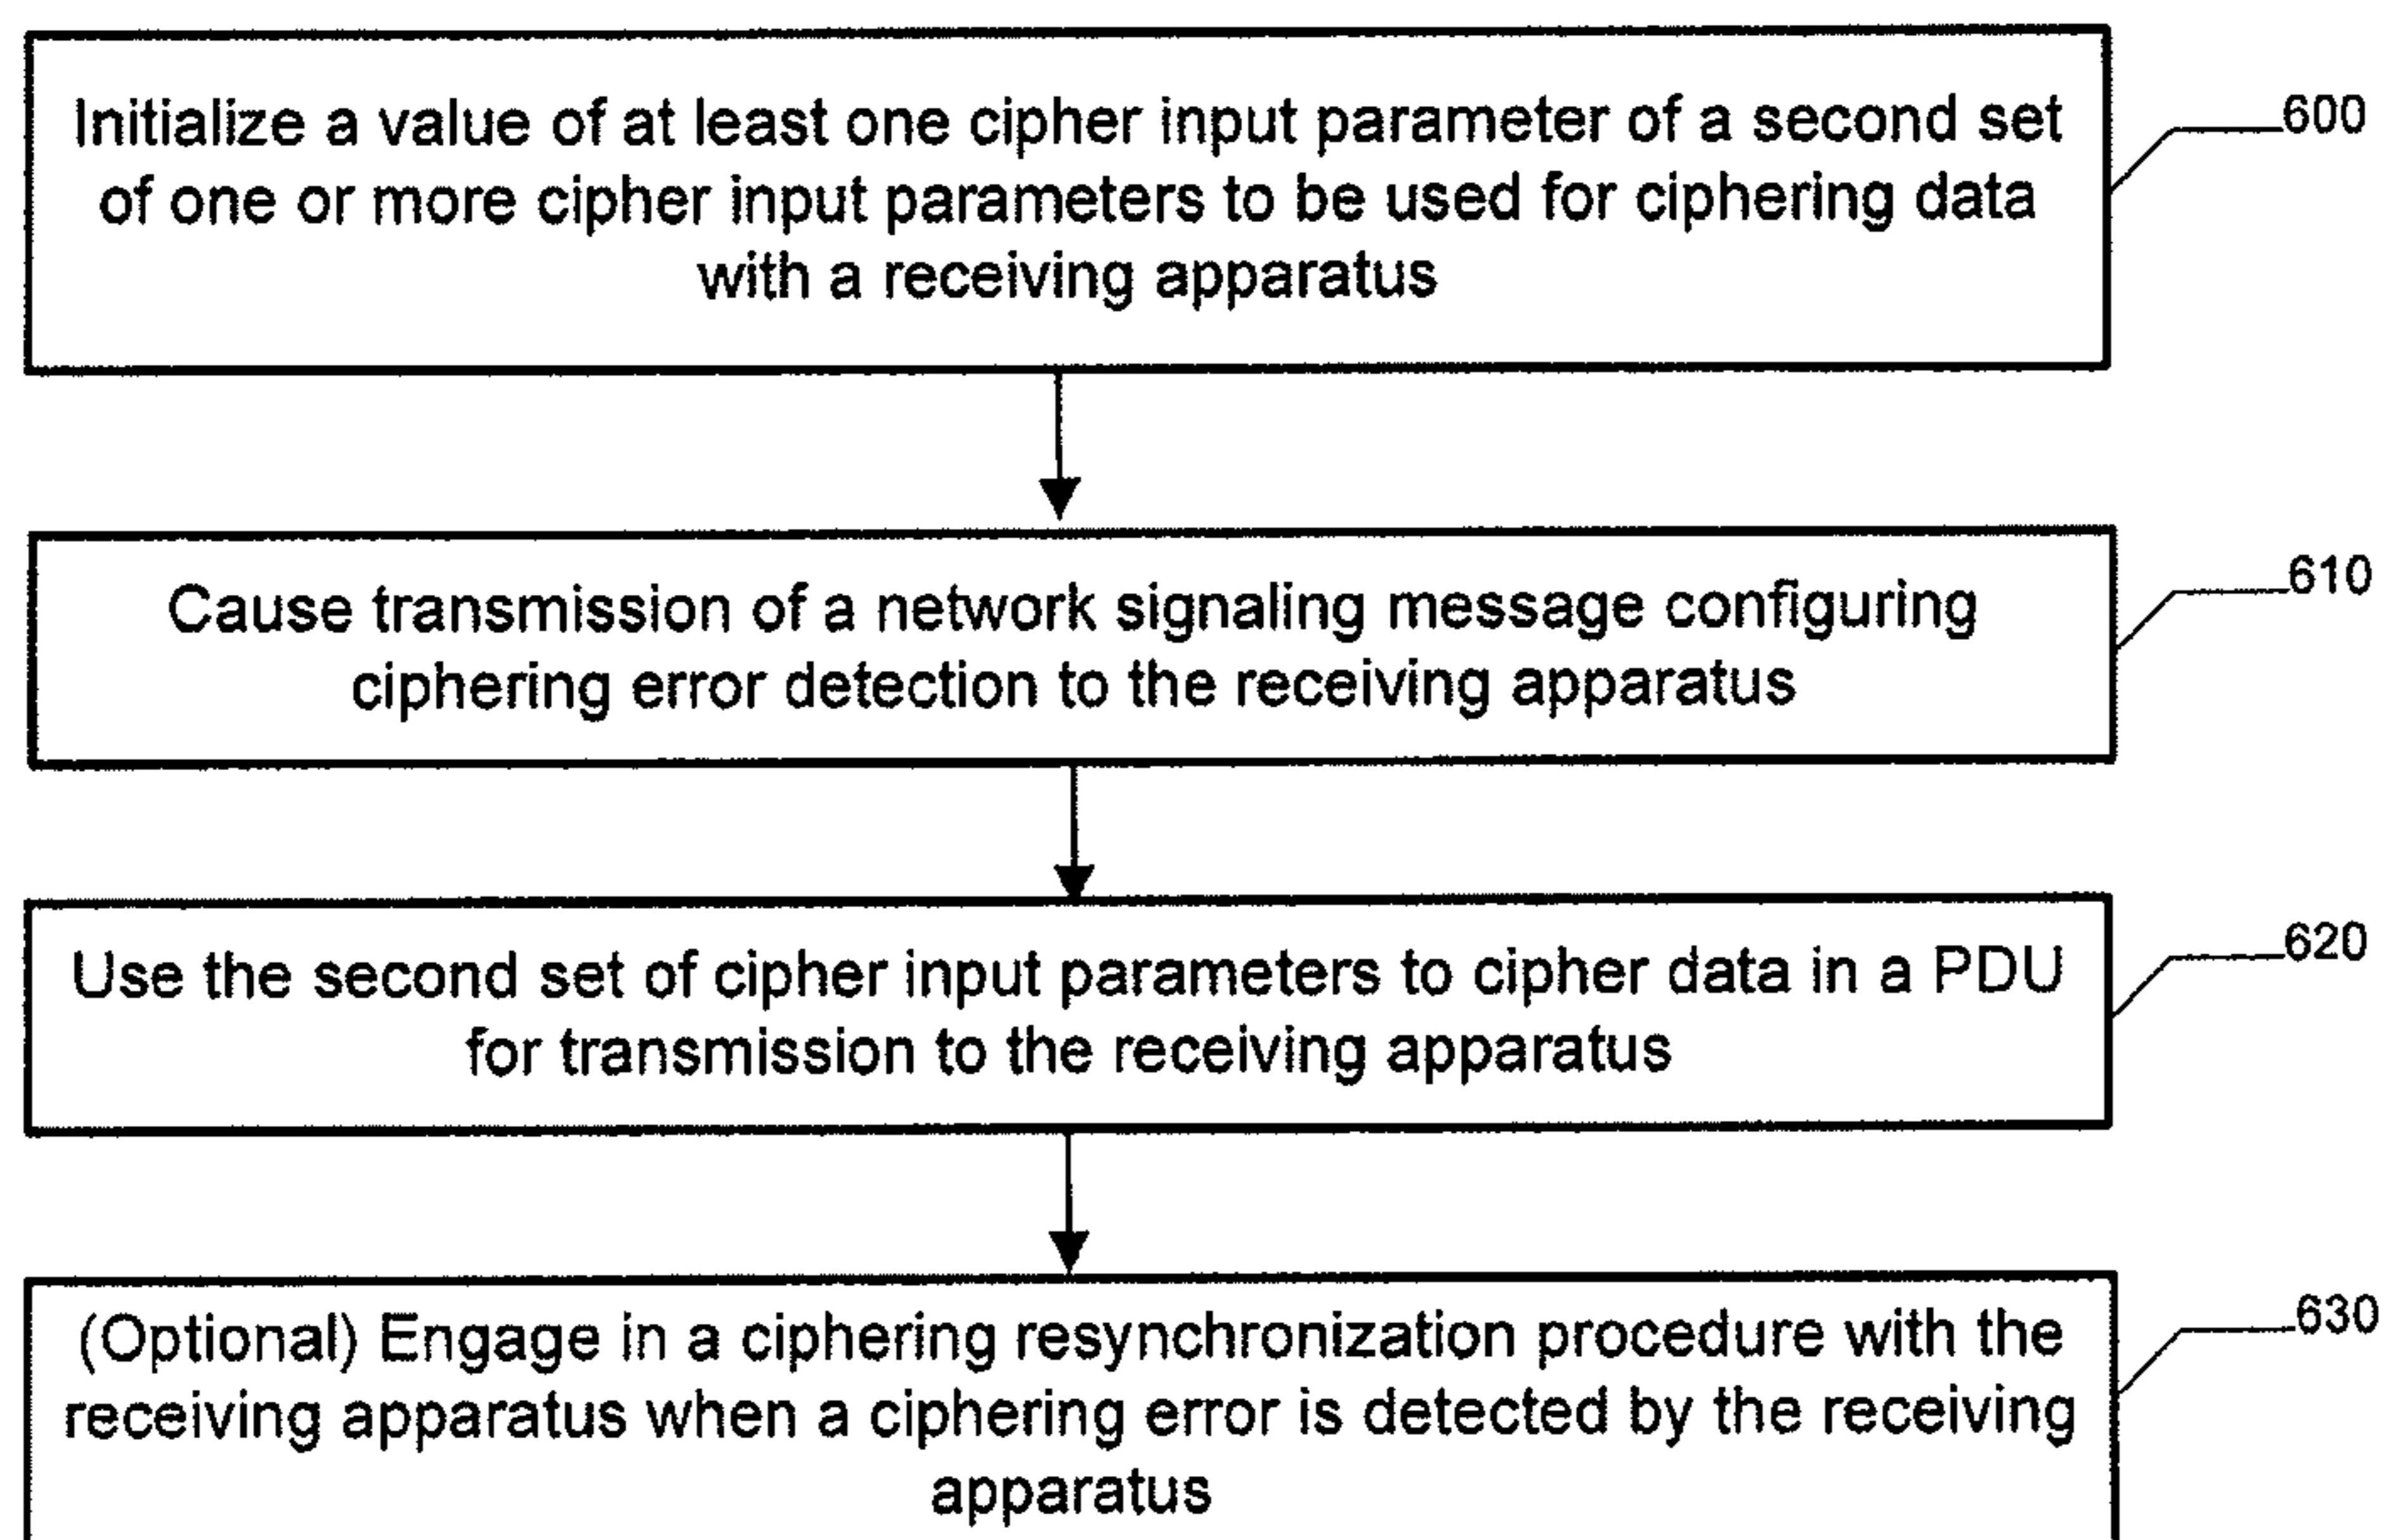 Initialize a value of at least one cipher input parameter of a second set
of one or more cipher input parameters to be used for ciphering data
with a receiving apparatus
600
Cause transmission of a network signaling message configuring
ciphering error detection to the receiving apparatus
610
Use the second set of cipher input parameters to cipher data in a PDU
for transmission to the receiving apparatus
620
(Optional) Engage in a ciphering resynchronization procedure with the
receiving apparatus when a ciphering error is detected by the receiving
apparatus
630